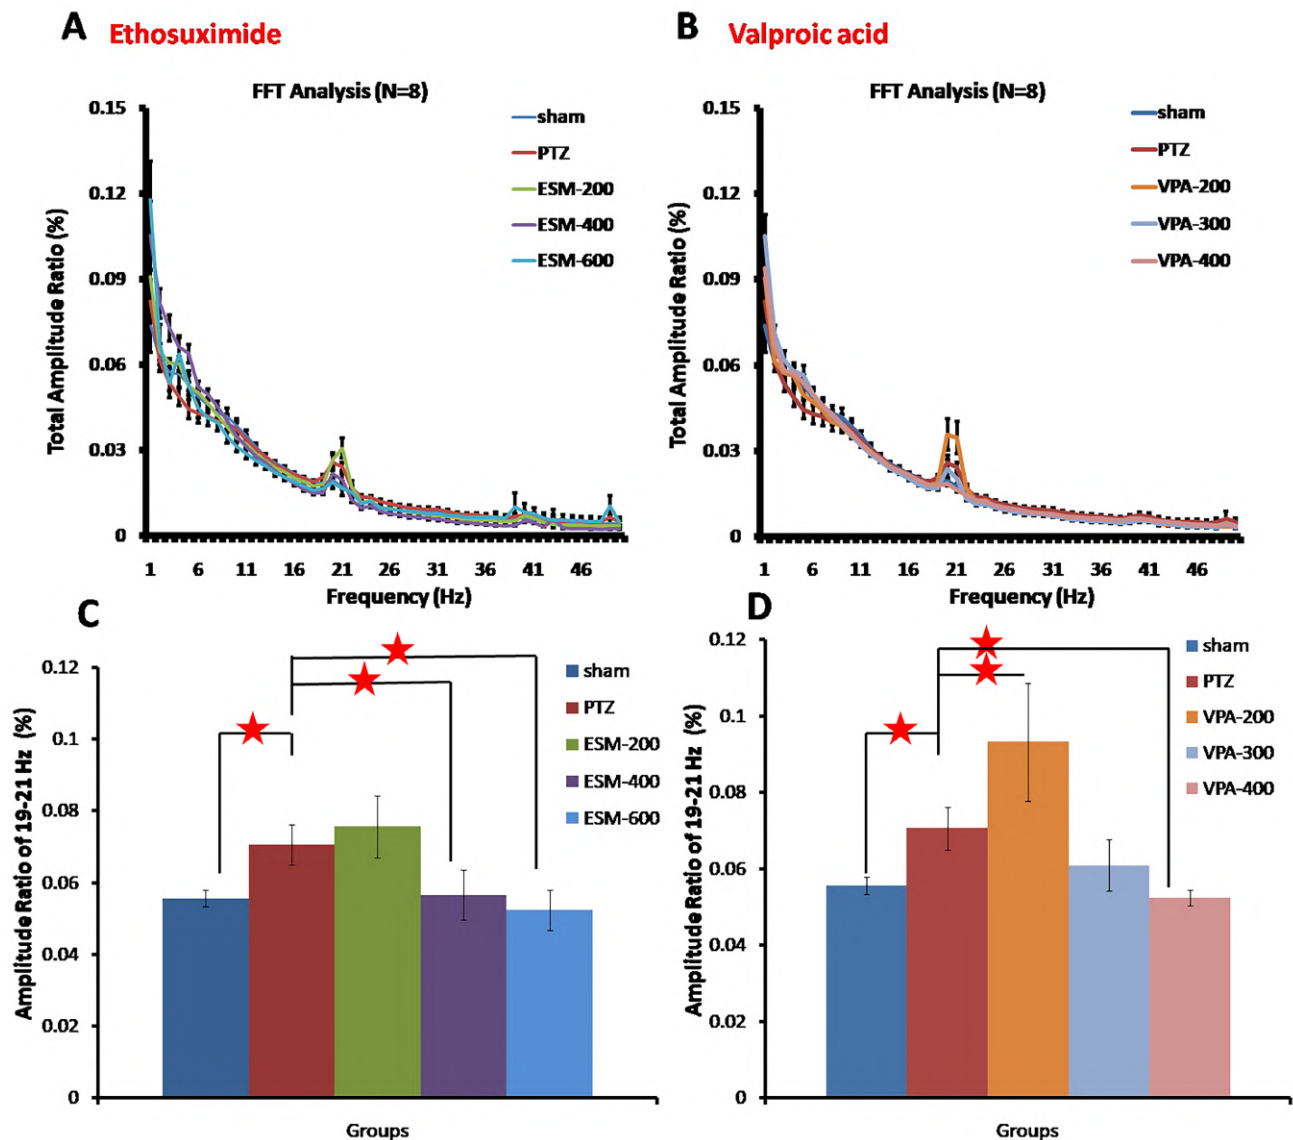 A Ethosuximide
FFT Analysis (N=8)
Total Amplitude Ratio (%)
0.15
0.12
0.09
0.06
0.03
0
sham
PTZ
ESM-200
ESM-400
ESM-600
1 6 11 16 21 26 31 36 41 46
Frequency (Hz)
B Valproic acid
FFT Analysis (N=8)
Total Amplitude Ratio (%)
0.15
0.12
0.09
0.06
0.03
0
sham
PTZ
VPA-200
VPA-300
VPA-400
1 6 11 16 21 26 31 36 41 46
Frequency (Hz)
C
Amplitude Ratio of 19-21 Hz (%)
0.12
0.1
0.08
0.06
0.04
0.02
0
sham
PTZ
ESM-200
ESM-400
ESM-600
Groups
D
Amplitude Ratio of 19-21 Hz (%)
0.12
0.1
0.08
0.06
0.04
0.02
0
sham
PTZ
VPA-200
VPA-300
VPA-400
Groups